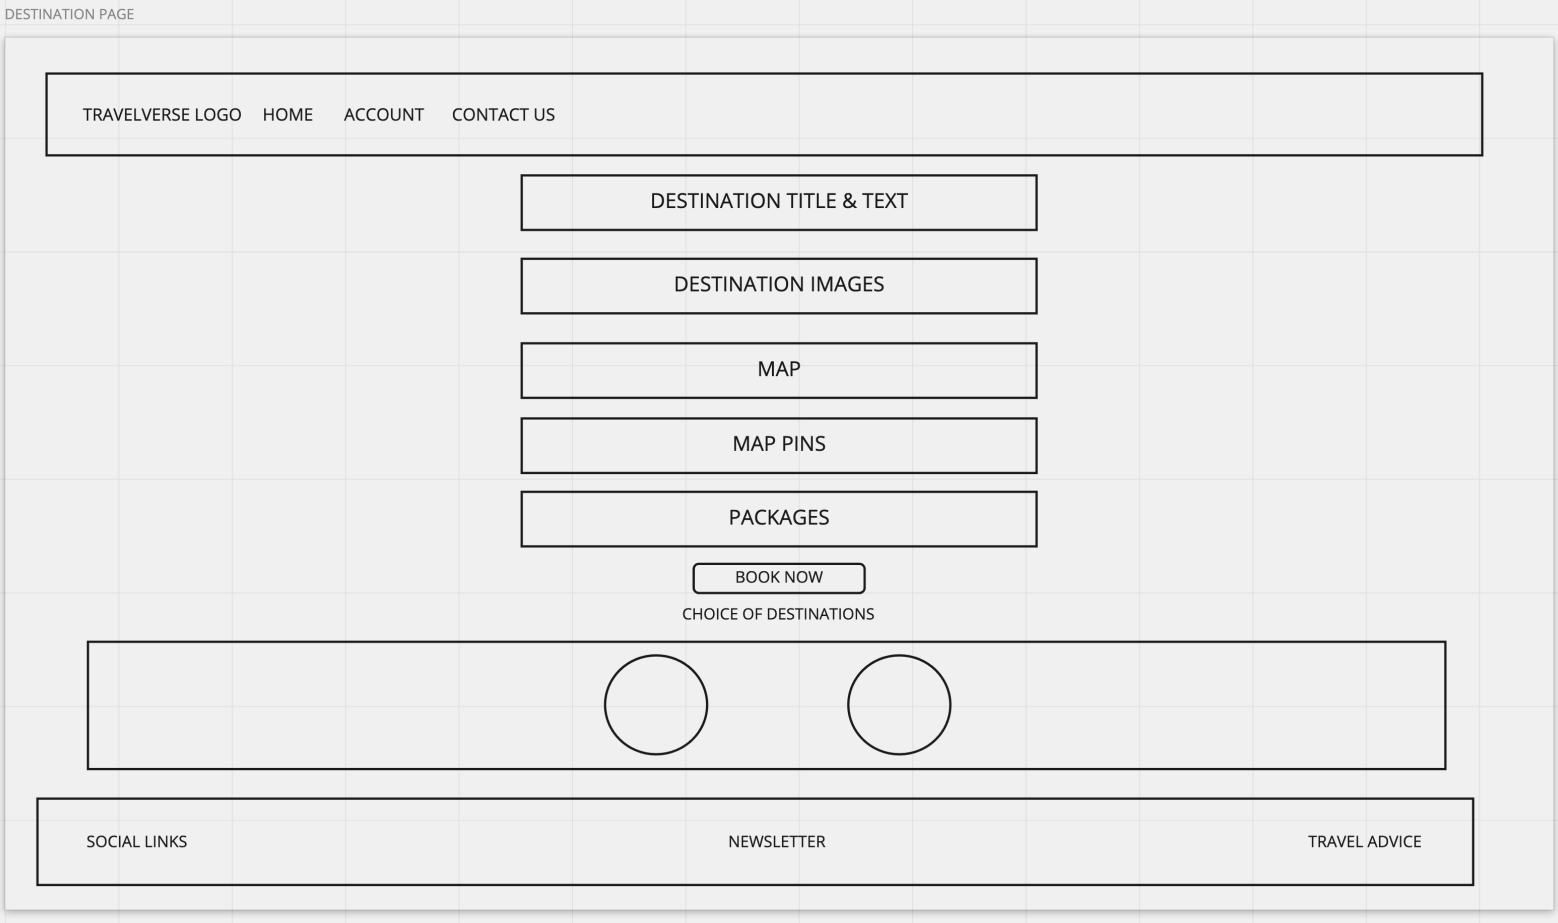 DESTINATION PAGE
TRAVELVERSE LOGO HOME ACCOUNT CONTACT US
DESTINATION TITLE & TEXT
DESTINATION IMAGES
MAP
MAP PINS
PACKAGES
BOOK NOW
CHOICE OF DESTINATIONS
SOCIAL LINKS NEWSLETTER TRAVEL ADVICE